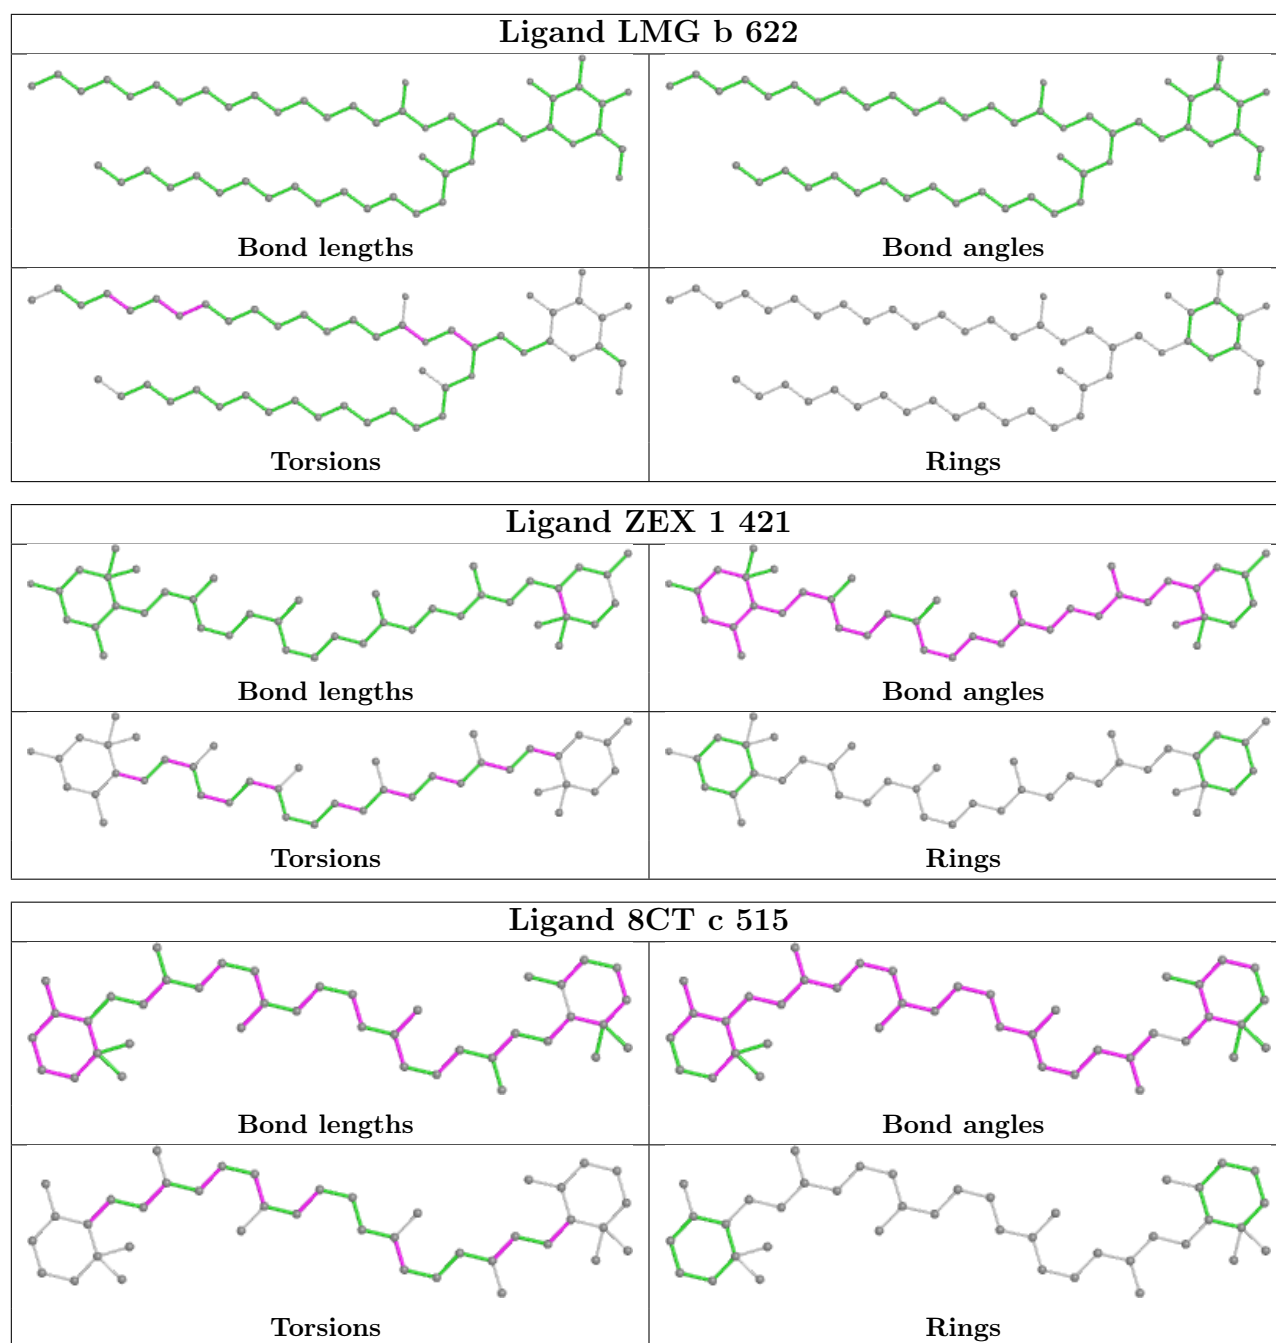 Ligand LMG b 622
Bond lengths
Bond angles
Torsions
Rings
Ligand ZEX 1 421
Bond lengths
Bond angles
Torsions
Rings
Ligand 8CT c 515
Bond lengths
Bond angles
Torsions
Rings